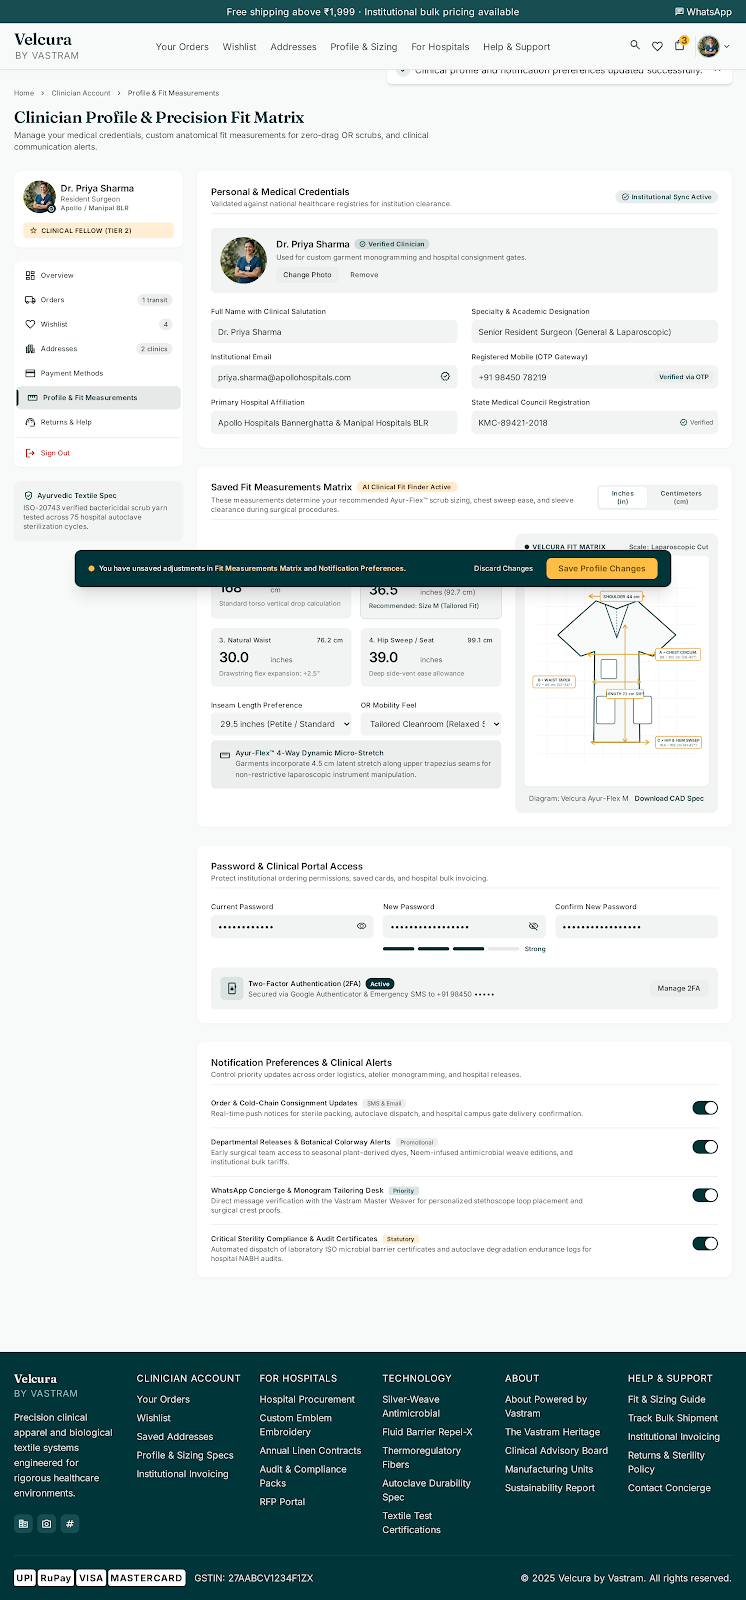 Free shipping above ₹1,999 · Institutional bulk pricing available
WhatsApp
Velcura
BY VASTRAM
Your Orders
Wishlist
Addresses
Profile & Sizing
For Hospitals
Help & Support
3
Clinical profile and notification preferences updated successfully.
Home > Clinician Account > Profile & Fit Measurements
Clinician Profile & Precision Fit Matrix
Manage your medical credentials, custom anatomical fit measurements for zero-drag OR scrubs, and clinical
communication alerts.
Dr. Priya Sharma
Resident Surgeon
Apollo / Manipal BLR
CLINICAL FELLOW (TIER 2)
Overview
Orders
1 transit
Wishlist
4
Addresses
2 clinics
Payment Methods
Profile & Fit Measurements
Returns & Help
Sign Out
Ayurvedic Textile Spec
ISO-20743 verified bactericidal scrub yarn
tested across 75 hospital autoclave
sterilization cycles.
Personal & Medical Credentials
Validated against national healthcare registries for institution clearance.
Institutional Sync Active
Dr. Priya Sharma
Verified Clinician
Used for custom garment monogramming and hospital consignment gates.
Change Photo
Remove
Full Name with Clinical Salutation
Specialty & Academic Designation
Dr. Priya Sharma
Senior Resident Surgeon (General & Laparoscopic)
Institutional Email
Registered Mobile (OTP Gateway)
priya.sharma@apollohospitals.com
+91 98450 78219
Verified via OTP
Primary Hospital Affiliation
State Medical Council Registration
Apollo Hospitals Bannerghatta & Manipal Hospitals BLR
KMC-89421-2018
Verified
Saved Fit Measurements Matrix
AI Clinical Fit Finder Active
These measurements determine your recommended Ayur-Flex™ scrub sizing, chest sweep ease, and sleeve
clearance during surgical procedures.
Inches
(in)
Centimeters
(cm)
VELCURA FIT MATRIX
Scale: Laparoscopic Cut
You have unsaved adjustments in Fit Measurements Matrix and Notification Preferences.
Discard Changes
Save Profile Changes
168
cm
Standard torso vertical drop calculation
36.5
inches (92.7 cm)
Recommended: Size M (Tailored Fit)
3. Natural Waist
76.2 cm
30.0
inches
Drawstring flex expansion: +2.5"
4. Hip Sweep / Seat
99.1 cm
39.0
inches
Deep side-vent ease allowance
Inseam Length Preference
OR Mobility Feel
29.5 inches (Petite / Standard
Tailored Cleanroom (Relaxed S
Ayur-Flex™ 4-Way Dynamic Micro-Stretch
Garments incorporate 4.5 cm latent stretch along upper trapezius seams for
non-restrictive laparoscopic instrument manipulation.
SHOULDER 44 cm
A • CHEST CIRCUM.
B • WAIST TAPER
C • HIP & HEM SWEEP
Diagram: Velcura Ayur-Flex M
Download CAD Spec
Password & Clinical Portal Access
Protect institutional ordering permissions, saved cards, and hospital bulk invoicing.
Current Password
New Password
Confirm New Password
Strong
Two-Factor Authentication (2FA)
Active
Secured via Google Authenticator & Emergency SMS to +91 98450 •••••
Manage 2FA
Notification Preferences & Clinical Alerts
Control priority updates across order logistics, atelier monogramming, and hospital releases.
Order & Cold-Chain Consignment Updates
SMS & Email
Real-time push notices for sterile packing, autoclave dispatch, and hospital campus gate delivery confirmation.
Departmental Releases & Botanical Colorway Alerts
Promotional
Early surgical team access to seasonal plant-derived dyes, Neem-infused antimicrobial weave editions, and
institutional bulk tariffs.
WhatsApp Concierge & Monogram Tailoring Desk
Priority
Direct message verification with the Vastram Master Weaver for personalized stethoscope loop placement and
surgical crest proofs.
Critical Sterility Compliance & Audit Certificates
Statutory
Automated dispatch of laboratory ISO microbial barrier certificates and autoclave degradation endurance logs for
hospital NABH audits.
Velcura
BY VASTRAM
Precision clinical
apparel and biological
textile systems
engineered for
rigorous healthcare
environments.
#
CLINICIAN ACCOUNT
Your Orders
Wishlist
Saved Addresses
Profile & Sizing Specs
Institutional Invoicing
FOR HOSPITALS
Hospital Procurement
Custom Emblem
Embroidery
Annual Linen Contracts
Audit & Compliance
Packs
RFP Portal
TECHNOLOGY
Silver-Weave
Antimicrobial
Fluid Barrier Repel-X
Thermoregulatory
Fibers
Autoclave Durability
Spec
Textile Test
Certifications
ABOUT
About Powered by
Vastram
The Vastram Heritage
Clinical Advisory Board
Manufacturing Units
Sustainability Report
HELP & SUPPORT
Fit & Sizing Guide
Track Bulk Shipment
Institutional Invoicing
Returns & Sterility
Policy
Contact Concierge
UPI RuPay VISA MASTERCARD
GSTIN: 27AABCV1234F1ZX
© 2025 Velcura by Vastram. All rights reserved.